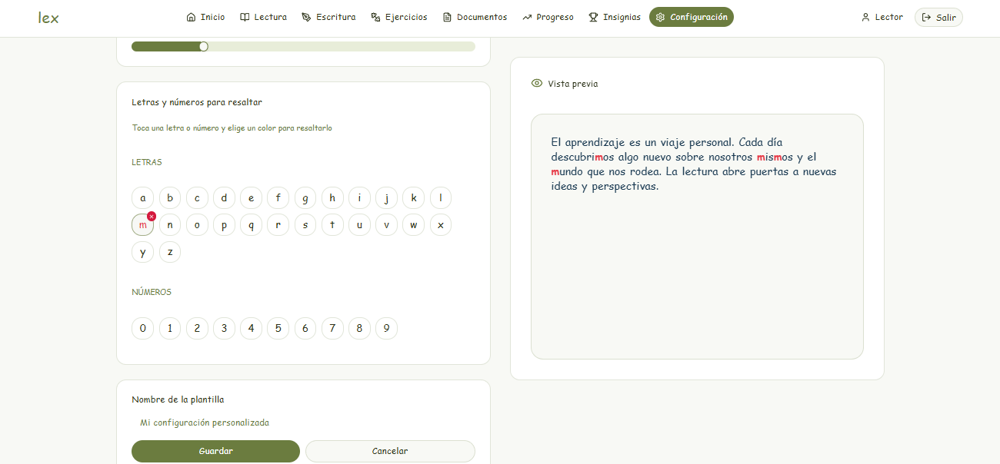 lex
Inicio Lectura Escritura Ejercicios Documentos Progreso Insignias Configuración Lector Salir
Letras y números para resaltar
Toca una letra o número y elige un color para resaltarlo
LETRAS
a b c d e f g h i j k l
m n o p q r s t u v w x
y z
NÚMEROS
0 1 2 3 4 5 6 7 8 9
Nombre de la plantilla
Mi configuración personalizada
Guardar Cancelar
Vista previa
El aprendizaje es un viaje personal. Cada día
descubrimos algo nuevo sobre nosotros mismos y el
mundo que nos rodea. La lectura abre puertas a nuevas
ideas y perspectivas.